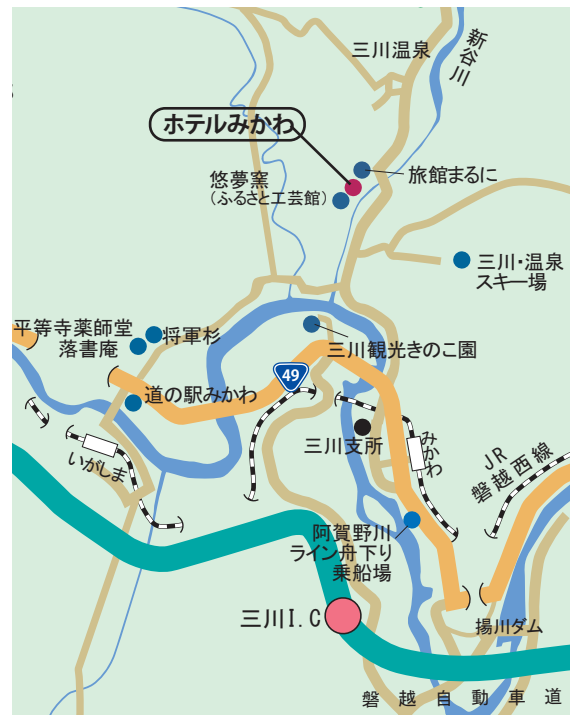 三川温泉
新谷川
ホテルみかわ
旅館まるに
悠夢窯
（ふるさと工芸館）
三川・温泉
スキー場
平等寺薬師堂
落書庵
将軍杉
三川観光きのこ園
49
道の駅みかわ
三川支所
みかわ
いがしま
JR
磐越西線
阿賀野川
ライン舟下り
乗船場
三川I.C
揚川ダム
磐越自動車道